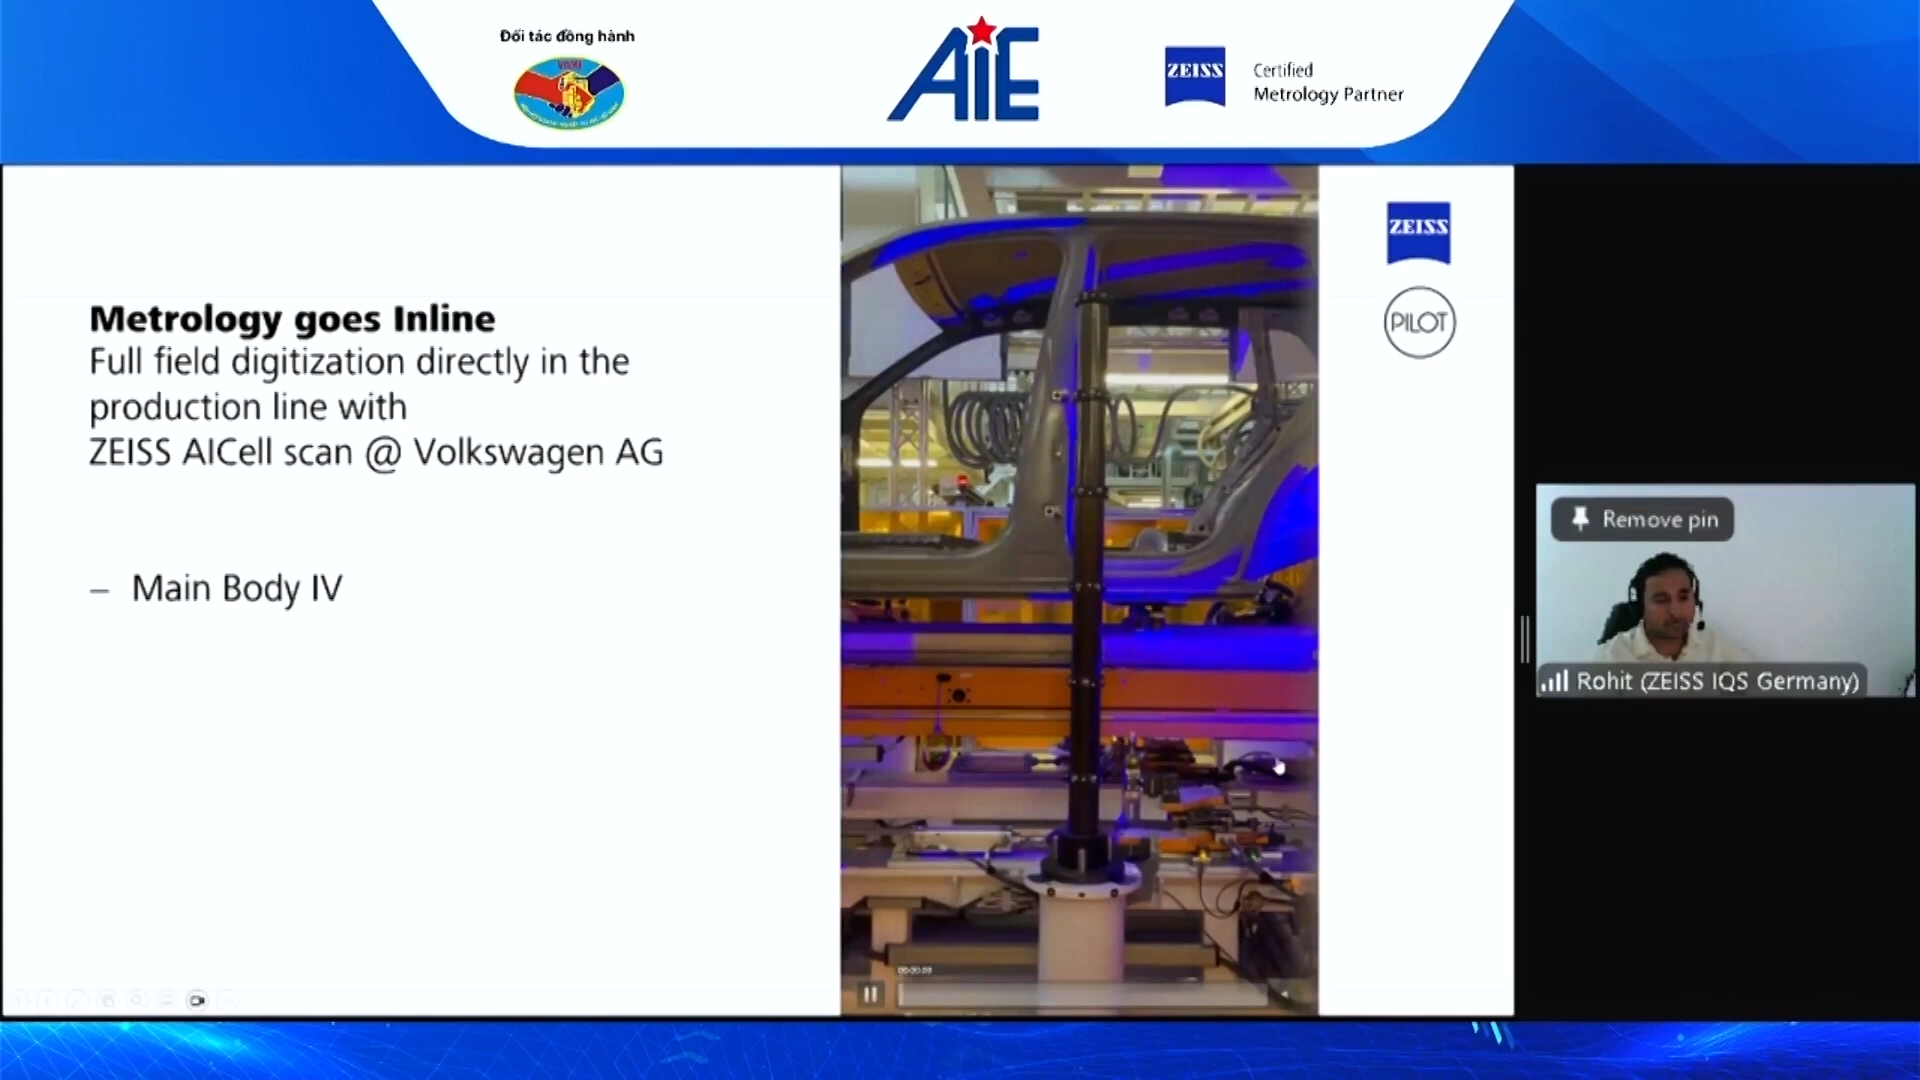 Đối tác đồng hành
AiE
ZEISS
Certified
Metrology Partner
Metrology goes Inline
Full field digitization directly in the
production line with
ZEISS AICell scan @ Volkswagen AG
– Main Body IV
ZEISS
PILOT
Remove pin
Rohit (ZEISS IQS Germany)